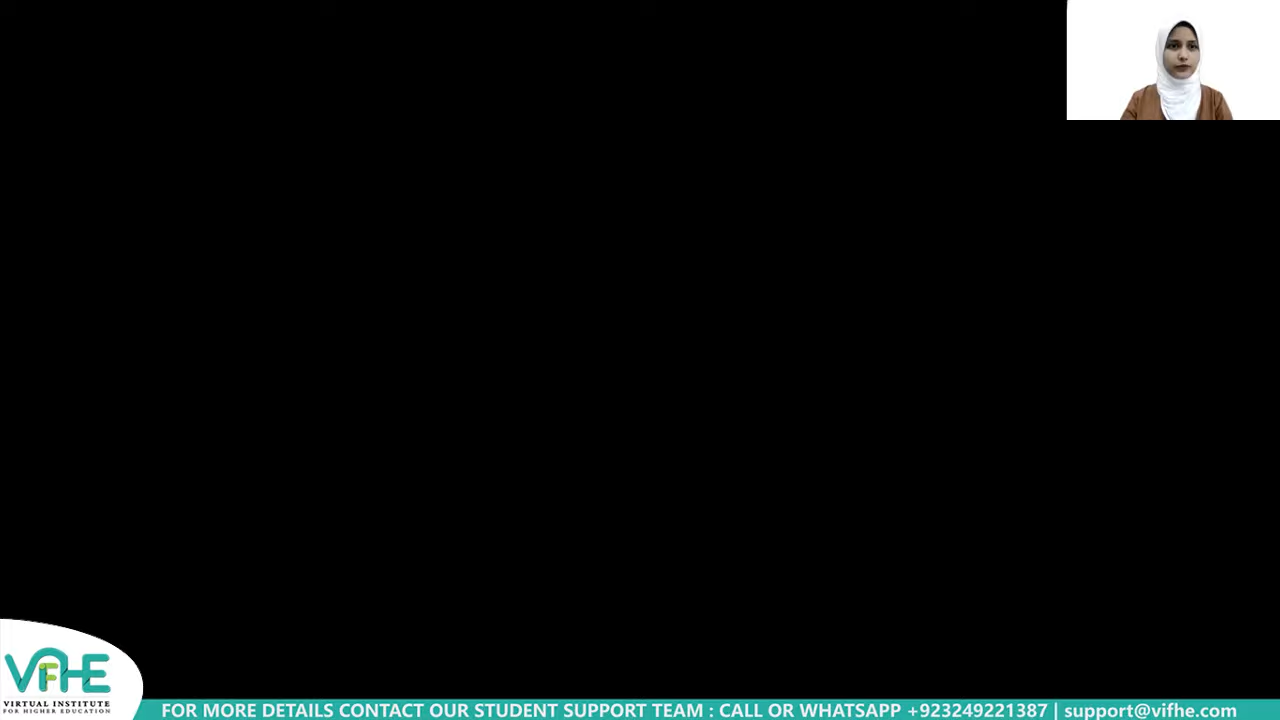 VFHE
VIRTUAL INSTITUTE
FOR HIGHER EDUCATION
FOR MORE DETAILS CONTACT OUR STUDENT SUPPORT TEAM : CALL OR WHATSAPP +923249221387 | support@vifhe.com